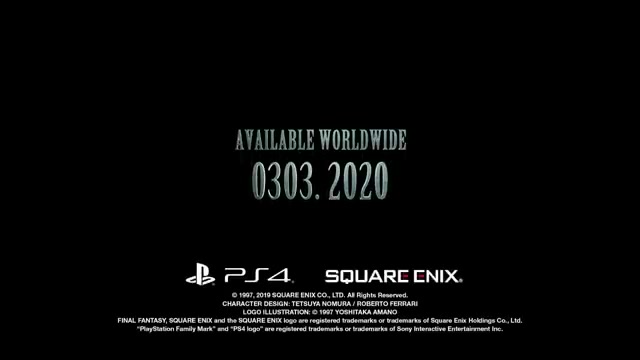 AVAILABLE WORLDWIDE
0303. 2020
PS4 SQUARE ENIX®
© 1997, 2019 SQUARE ENIX CO., LTD. All Rights Reserved.
CHARACTER DESIGN: TETSUYA NOMURA / ROBERTO FERRARI
LOGO ILLUSTRATION: © 1997 YOSHITAKA AMANO
FINAL FANTASY, SQUARE ENIX and the SQUARE ENIX logo are registered trademarks or trademarks of Square Enix Holdings Co., Ltd.
"PlayStation Family Mark" and "PS4 logo" are registered trademarks or trademarks of Sony Interactive Entertainment Inc.